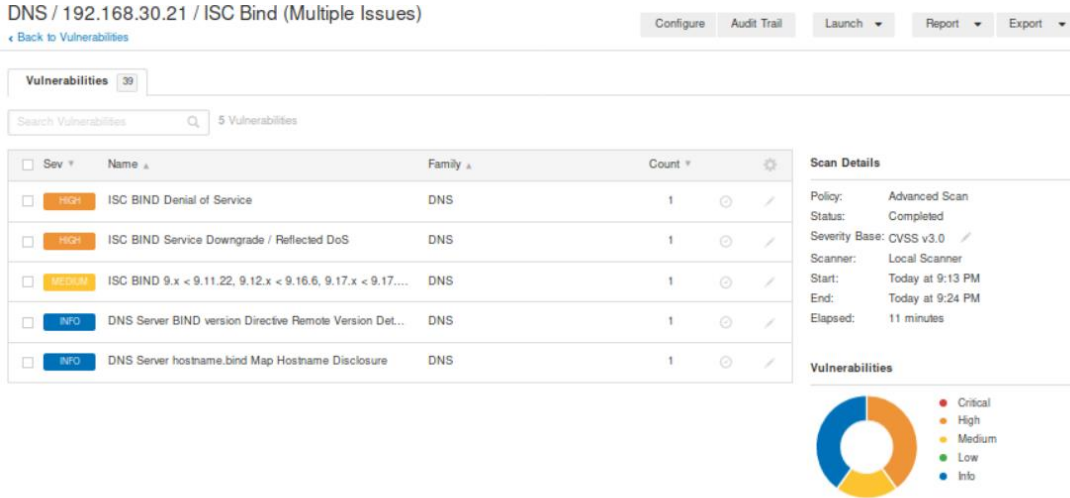 DNS / 192.168.30.21 / ISC Bind (Multiple Issues)
‹ Back to Vulnerabilities
Configure Audit Trail Launch Report Export
Vulnerabilities 39
Search Vulnerabilities 5 Vulnerabilities
Sev Name Family Count
HIGH ISC BIND Denial of Service DNS 1
HIGH ISC BIND Service Downgrade / Reflected DoS DNS 1
MEDIUM ISC BIND 9.x < 9.11.22, 9.12.x < 9.16.6, 9.17.x < 9.17.... DNS 1
INFO DNS Server BIND version Directive Remote Version Det... DNS 1
INFO DNS Server hostname.bind Map Hostname Disclosure DNS 1
Scan Details
Policy: Advanced Scan
Status: Completed
Severity Base: CVSS v3.0
Scanner: Local Scanner
Start: Today at 9:13 PM
End: Today at 9:24 PM
Elapsed: 11 minutes
Vulnerabilities
Critical
High
Medium
Low
Info